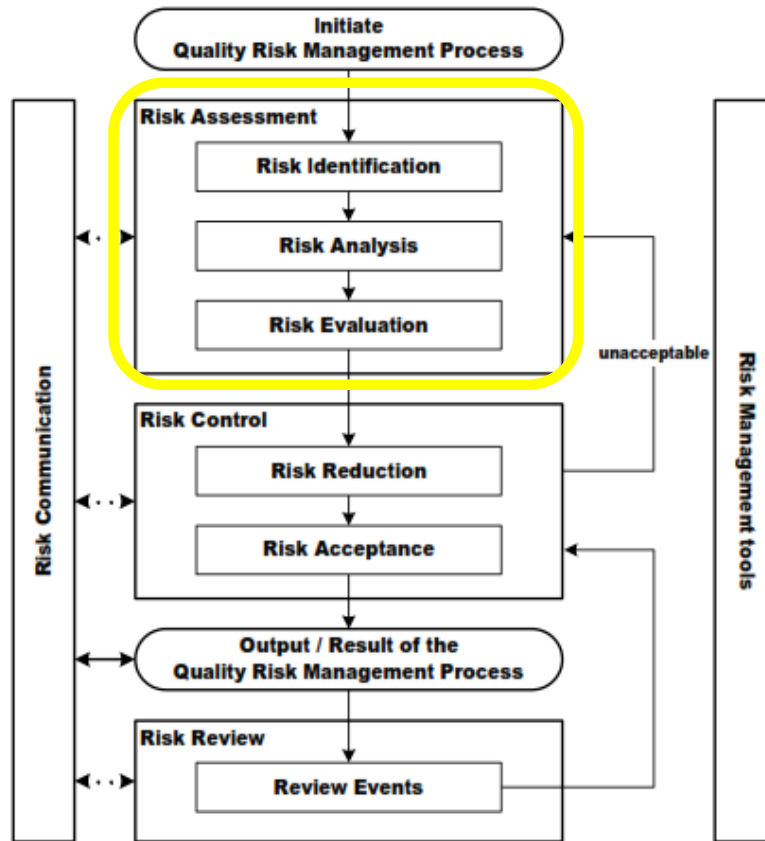 Initiate
Quality Risk Management Process
Risk Assessment
Risk Identification
Risk Analysis
Risk Evaluation
unacceptable
Risk Control
Risk Reduction
Risk Acceptance
Output / Result of the
Quality Risk Management Process
Risk Review
Review Events
Risk Communication
Risk Management tools